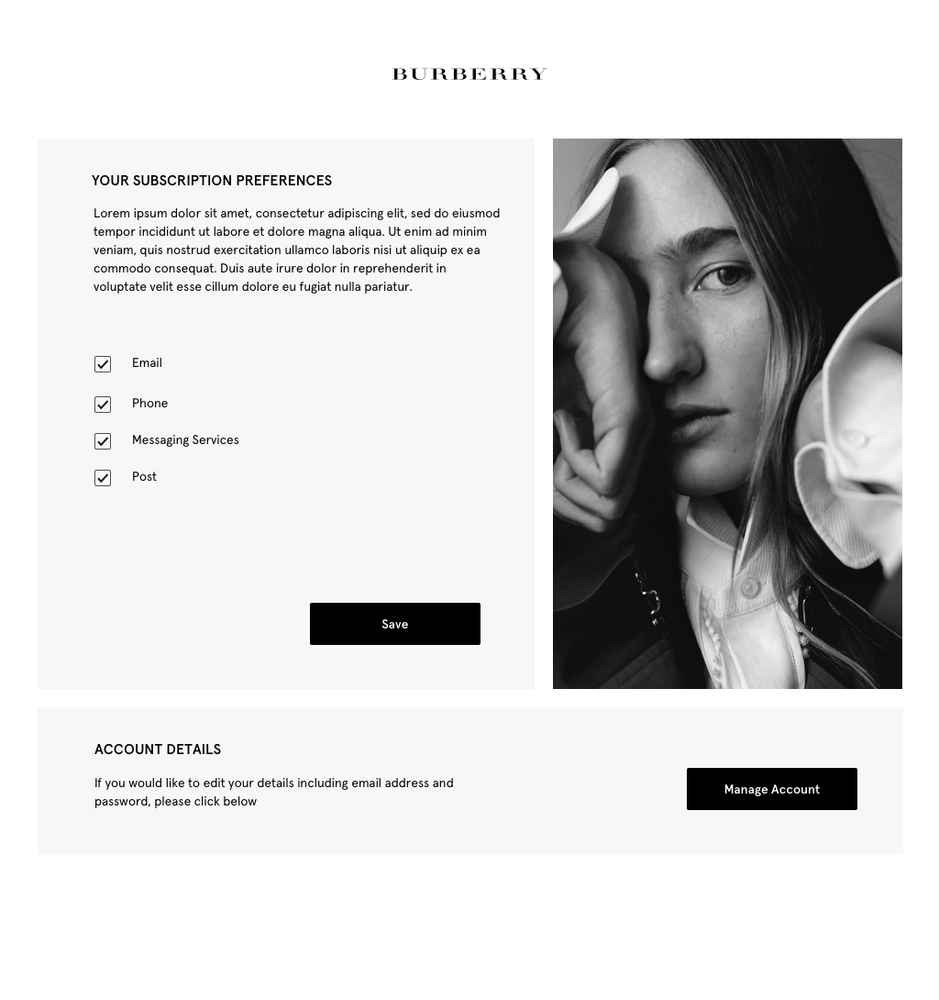 BURBERRY
YOUR SUBSCRIPTION PREFERENCES
Lorem ipsum dolor sit amet, consectetur adipiscing elit, sed do eiusmod
tempor incididunt ut labore et dolore magna aliqua. Ut enim ad minim
veniam, quis nostrud exercitation ullamco laboris nisi ut aliquip ex ea
commodo consequat. Duis aute irure dolor in reprehenderit in
voluptate velit esse cillum dolore eu fugiat nulla pariatur.
Email
Phone
Messaging Services
Post
Save
ACCOUNT DETAILS
If you would like to edit your details including email address and
password, please click below
Manage Account